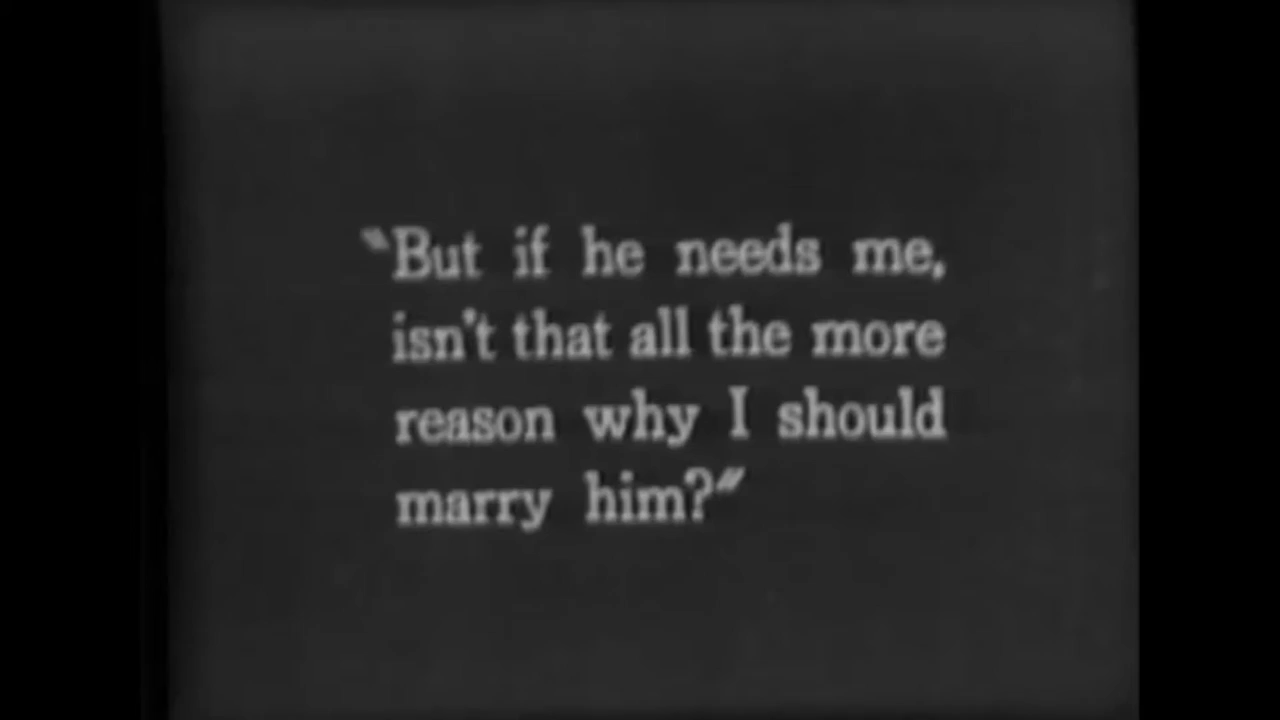 "But if he needs me,
isn't that all the more
reason why I should
marry him?"